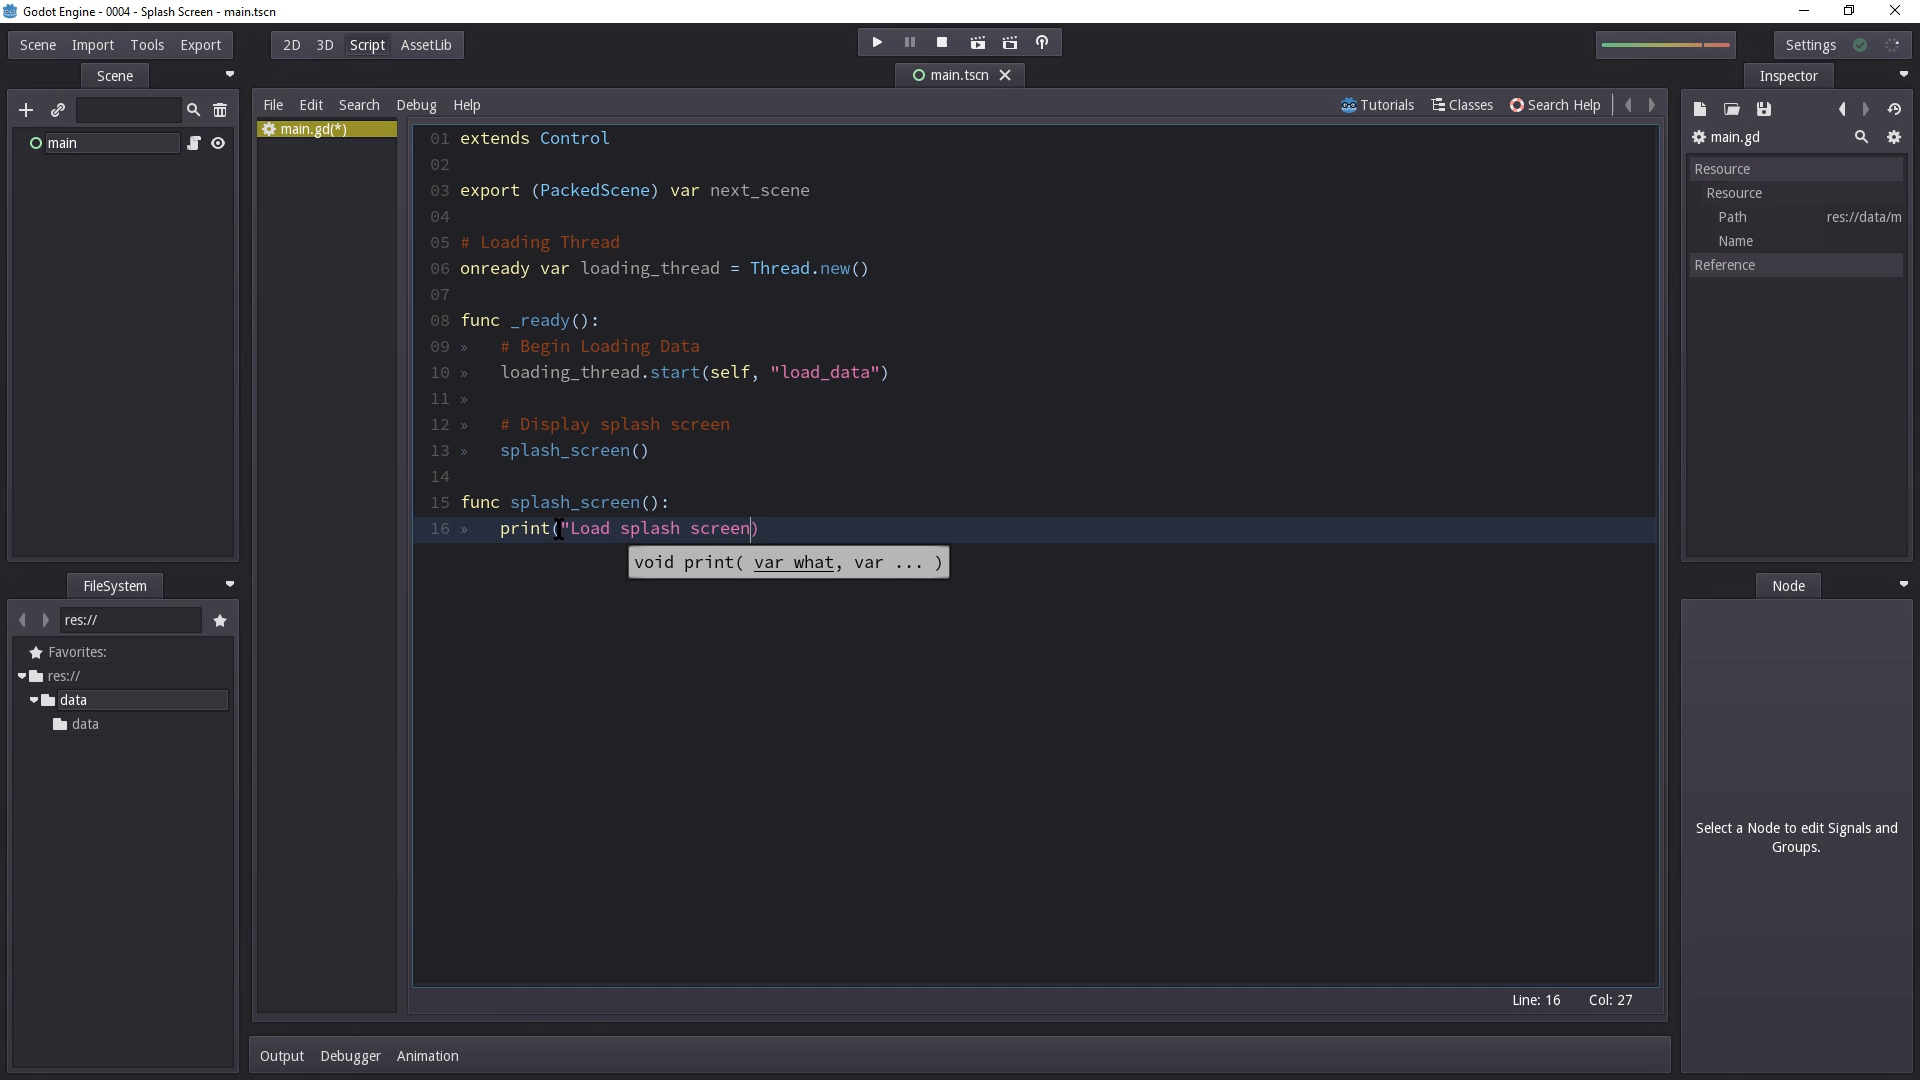 Godot Engine - 0004 - Splash Screen - main.tscn
Scene Import Tools Export
2D 3D Script AssetLib
Settings
Scene
main.tscn
Inspector
File Edit Search Debug Help
Tutorials Classes Search Help
main.gd(*)
main
main.gd
Resource
Resource
Path res://data/m
Name
Reference
01 extends Control
02
03 export (PackedScene) var next_scene
04
05 # Loading Thread
06 onready var loading_thread = Thread.new()
07
08 func _ready():
09 » # Begin Loading Data
10 » loading_thread.start(self, "load_data")
11 »
12 » # Display splash screen
13 » splash_screen()
14
15 func splash_screen():
16 » print("Load splash screen)
void print( var what, var ... )
FileSystem
res://
Favorites:
res://
data
data
Node
Select a Node to edit Signals and
Groups.
Line: 16 Col: 27
Output Debugger Animation